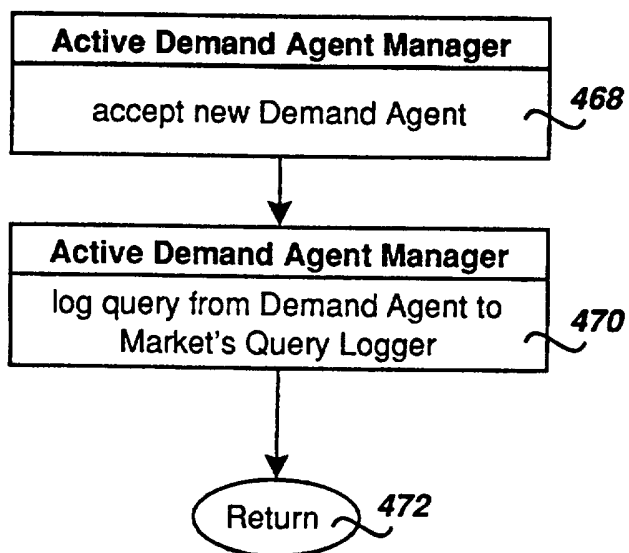 Active Demand Agent Manager
accept new Demand Agent
468
Active Demand Agent Manager
log query from Demand Agent to
Market's Query Logger
470
Return
472